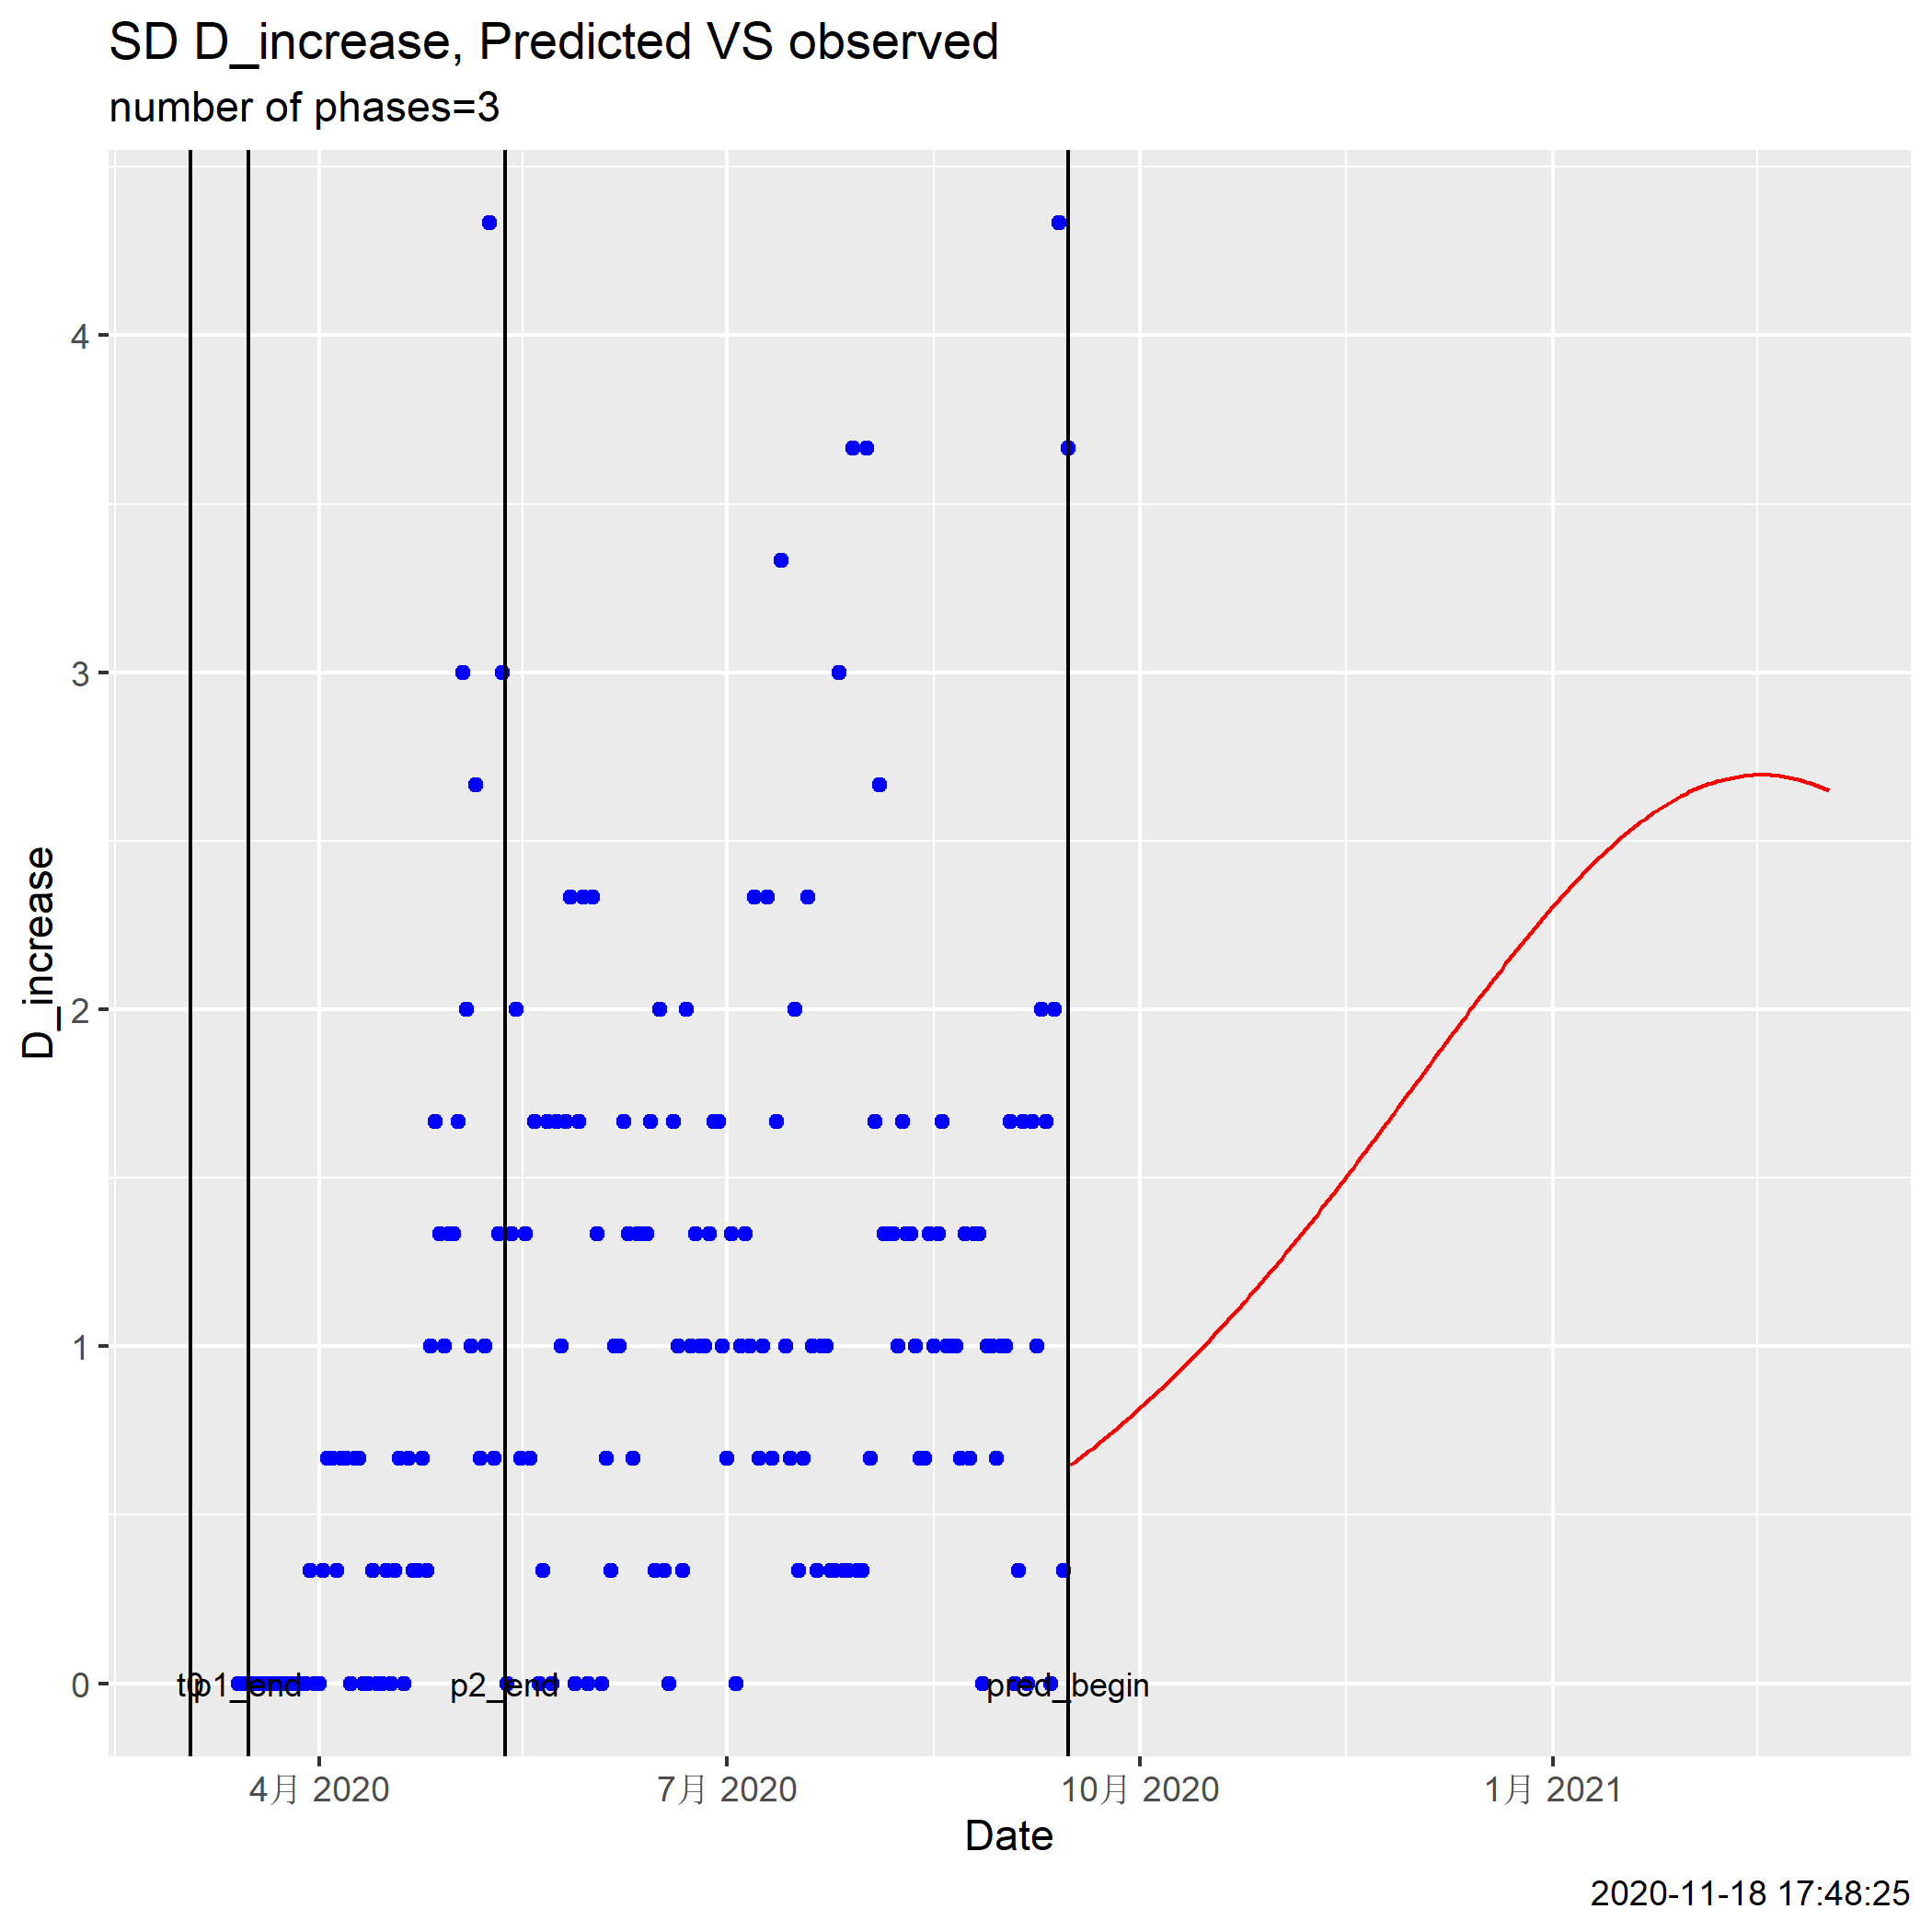 SD D_increase, Predicted VS observed
number of phases=3
D_increase
4
3
2
1
0
t0
p1_end
p2_end
pred_begin
4月 2020
7月 2020
10月 2020
1月 2021
Date
2020-11-18 17:48:25